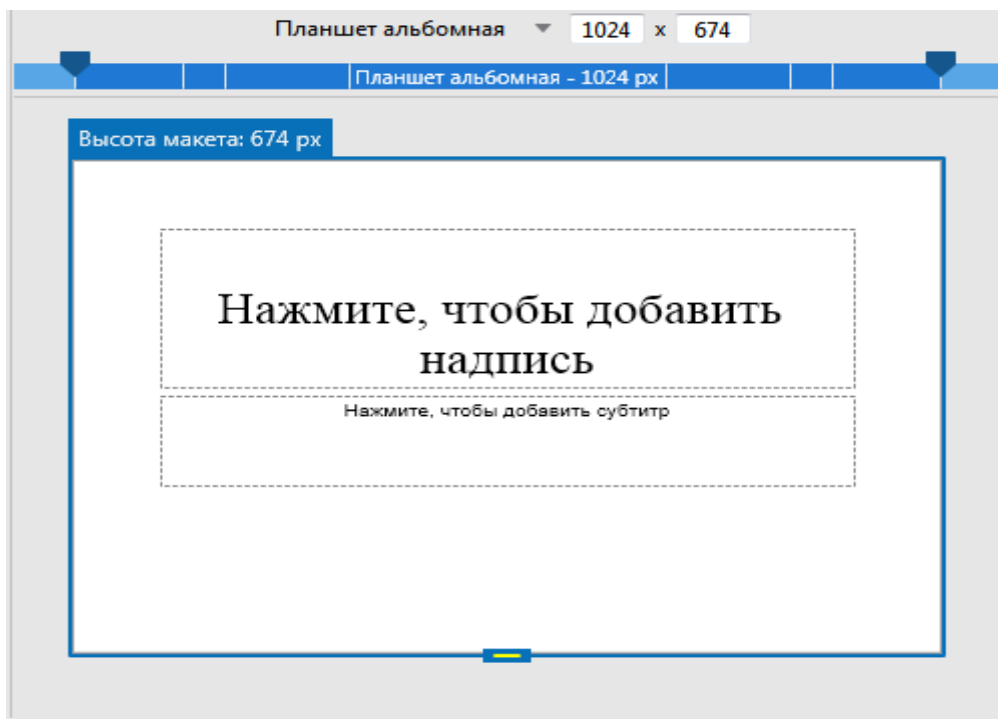 Планшет альбомная 1024 x 674
Планшет альбомная - 1024 px
Высота макета: 674 px
Нажмите, чтобы добавить
надпись
Нажмите, чтобы добавить субтитр